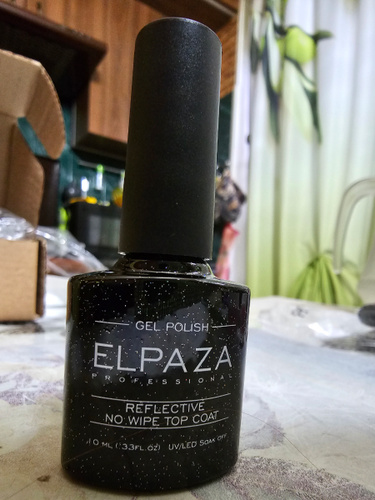 GEL POLISH
ELPAZA
PROFESSIONAL
REFLECTIVE
NO WIPE TOP COAT
10 ML (.33FL.OZ) UV/LED SOAK OFF